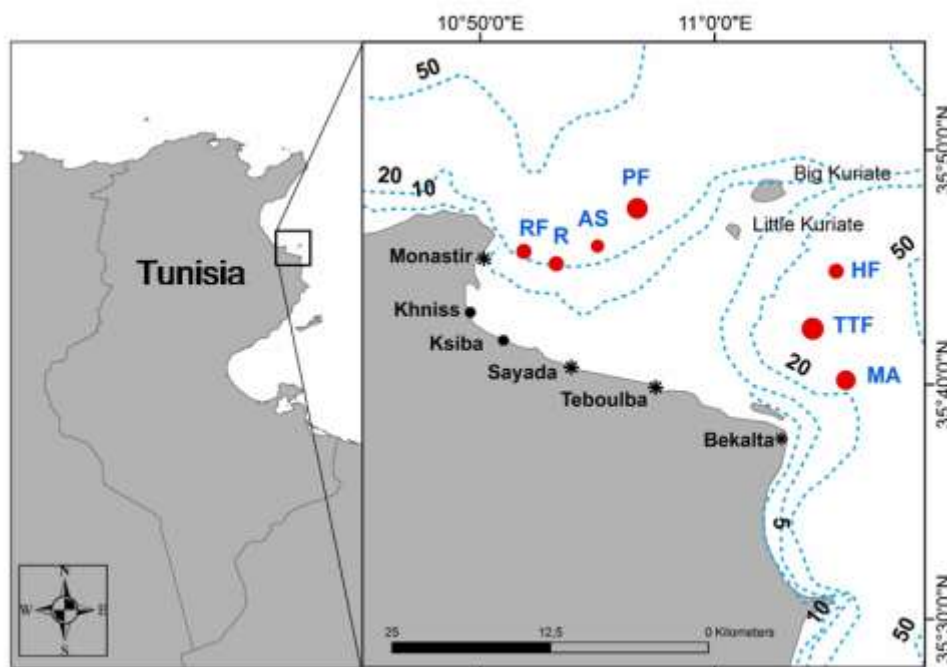 10°50'0"E
11°0'0"E
50
35°50'0"N
20
10
PF
Big Kuriate
RF
R
AS
Little Kuriate
50
Monastir
HF
Tunisia
Khniss
TTF
Ksiba
20
MA
Sayada
35°40'0"N
Teboulba
Bekalta
5
N
W
E
S
10
35°30'0"N
50
25
12,5
0 Kilometers